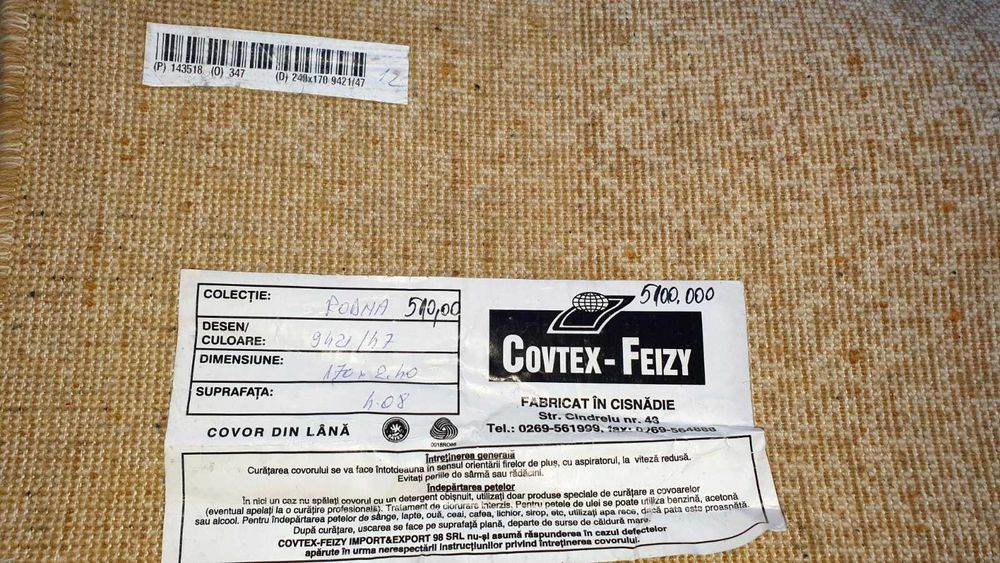 (P) 143518 (O) 347 (D) 240x170 9421/47 12
COLECȚIE: RODNA 510,00
DESEN/
CULOARE: 9421/47
DIMENSIUNE: 170 x 2.40
SUPRAFAȚA: 4.08
COVOR DIN LÂNĂ
5100.000
COVTEX-FEIZY
FABRICAT ÎN CISNĂDIE
Str. Cindrelu nr. 43
Tel.: 0269-561999, fax: 0269-564888
Întreținerea generală
Curățarea covorului se va face întotdeauna în sensul orientării firelor de pluș, cu aspiratorul, la viteză redusă.
Evitați periile de sârmă sau rădăcini.
Îndepărtarea petelor
În nici un caz nu spălați covorul cu un detergent obișnuit, utilizați doar produse speciale de curățare a covoarelor
(eventual apelați la o curățire profesională). Tratament de clorurare interzis. Pentru petele de ulei se poate utiliza benzină, acetonă
sau alcool. Pentru îndepărtarea petelor de sânge, lapte, ouă, ceai, cafea, lichior, sirop, etc, utilizați apa rece, dacă pata este proaspătă.
După curățare, uscarea se face pe suprafață plană, departe de surse de căldură mare.
COVTEX-FEIZY IMPORT&EXPORT 98 SRL nu-și asumă răspunderea în cazul defectelor
apărute în urma nerespectării instrucțiunilor privind întreținerea covorului.